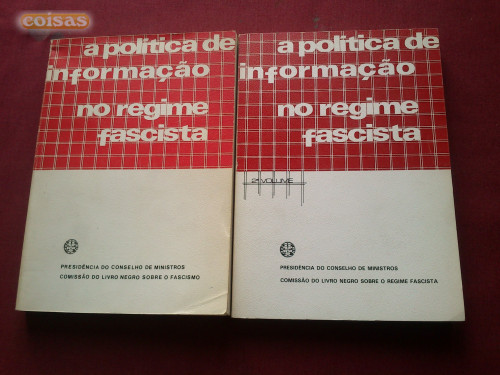 coisas
a política de
informação
no regime
fascista
PRESIDÊNCIA DO CONSELHO DE MINISTROS
COMISSÃO DO LIVRO NEGRO SOBRE O FASCISMO
a política de
informação
no regime
fascista
2º VOLUME
PRESIDÊNCIA DO CONSELHO DE MINISTROS
COMISSÃO DO LIVRO NEGRO SOBRE O REGIME FASCISTA